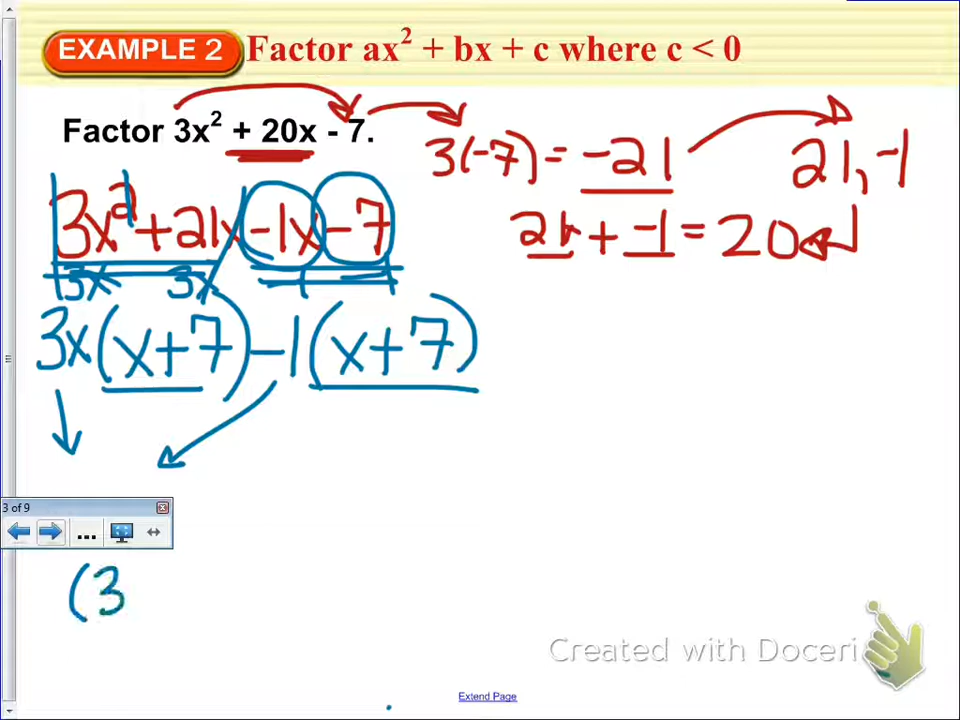 EXAMPLE 2 Factor ax² + bx + c where c < 0
Factor 3x² + 20x - 7.
3(-7) = -21
21, -1
3x² + 21x - 1x - 7
21 + -1 = 20
3x 3x
3x(x+7) - 1(x+7)
3 of 9
...
(3
Created with Doceri
Extend Page